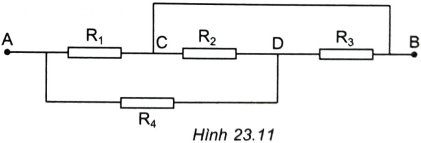 A R₁ C R₂ D R₃ B
R₄
Hình 23.11